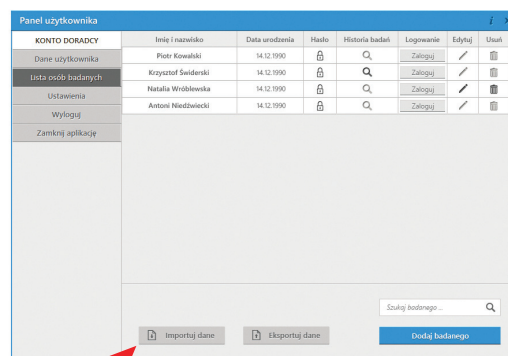 Panel użytkownika i
KONTO DORADCY
Dane użytkownika
Lista osób badanych
Ustawienia
Wyloguj
Zamknij aplikację
Imię i nazwisko Data urodzenia Hasło Historia badań Logowanie Edytuj Usuń
Piotr Kowalski 14.12.1990 Zaloguj
Krzysztof Świderski 14.12.1990 Zaloguj
Natalia Wróblewska 14.12.1990 Zaloguj
Antoni Niedźwiecki 14.12.1990 Zaloguj
Szukaj badanego ...
Importuj dane Eksportuj dane Dodaj badanego